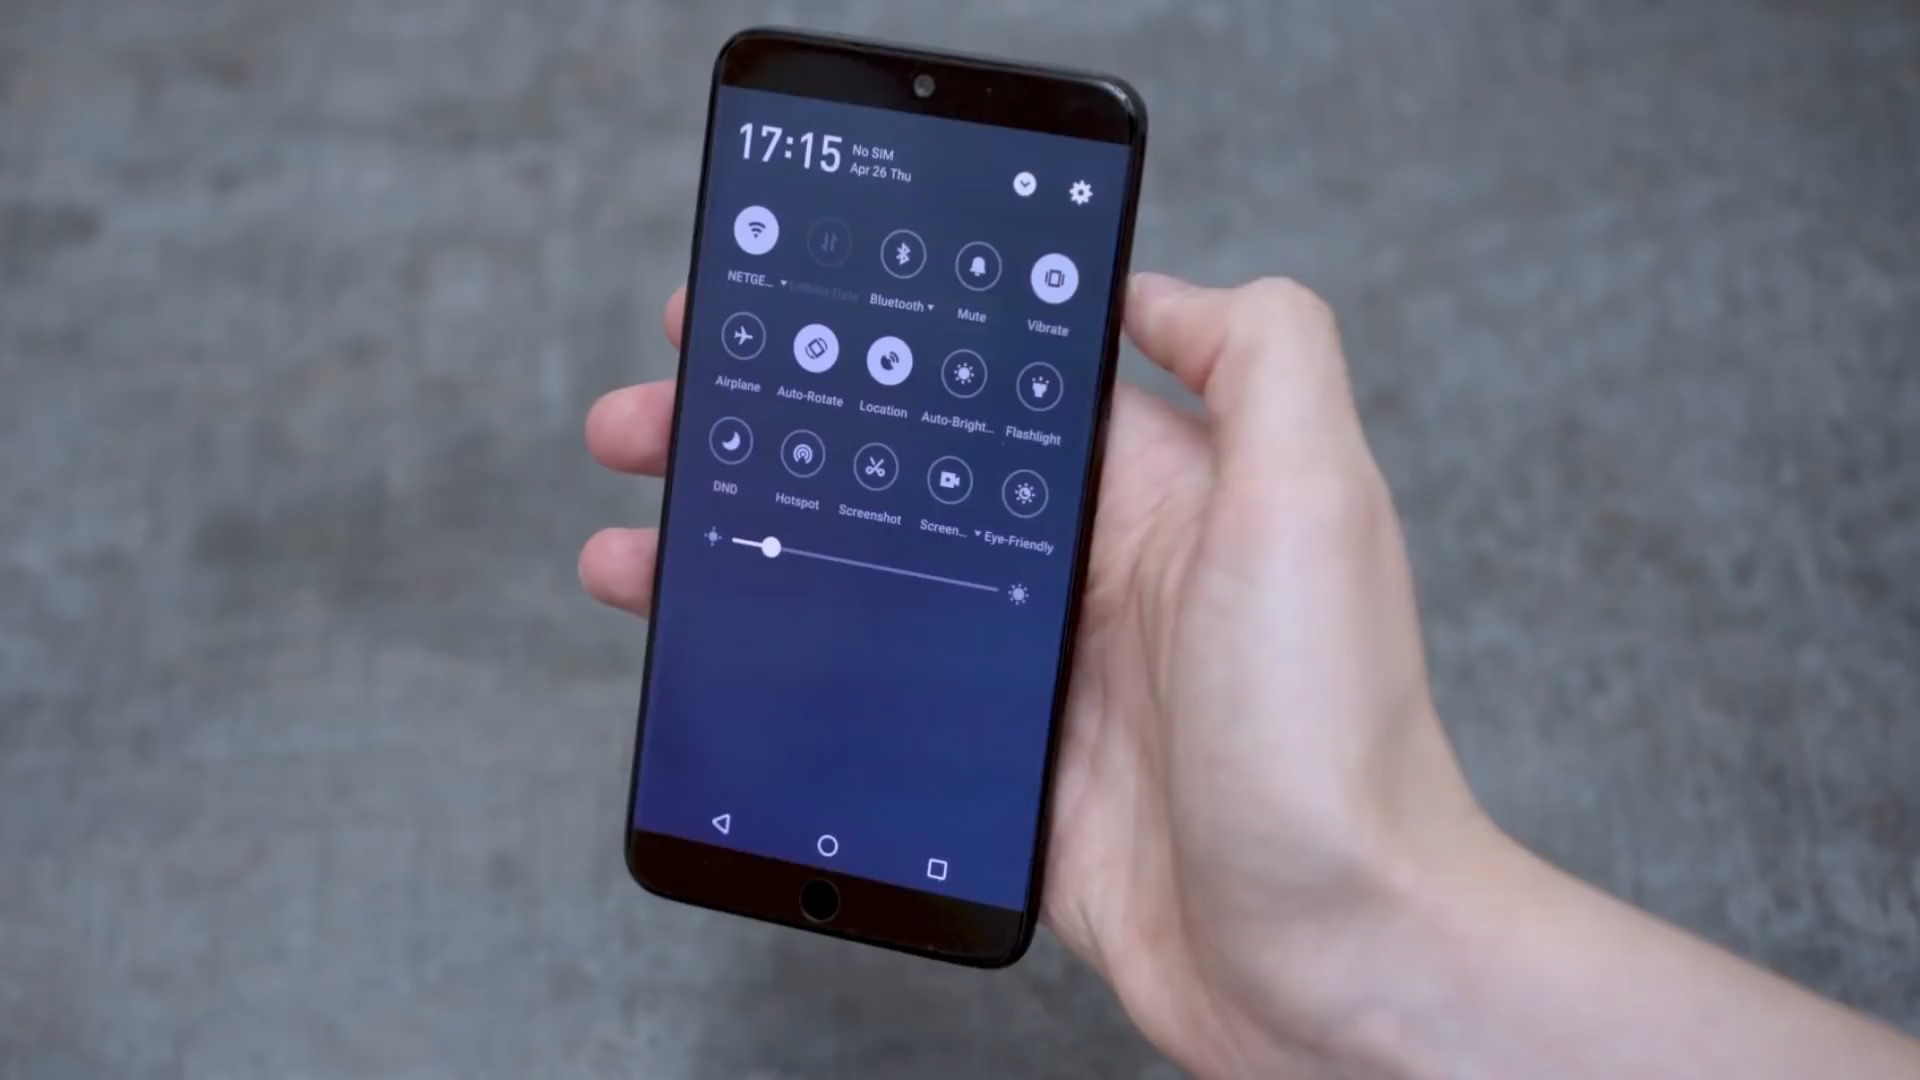 17:15
No SIM
Apr 26 Thu
NETGE...
Bluetooth
Mute
Vibrate
Airplane
Auto-Rotate
Location
Auto-Bright...
Flashlight
DND
Hotspot
Screenshot
Screen...
Eye-Friendly